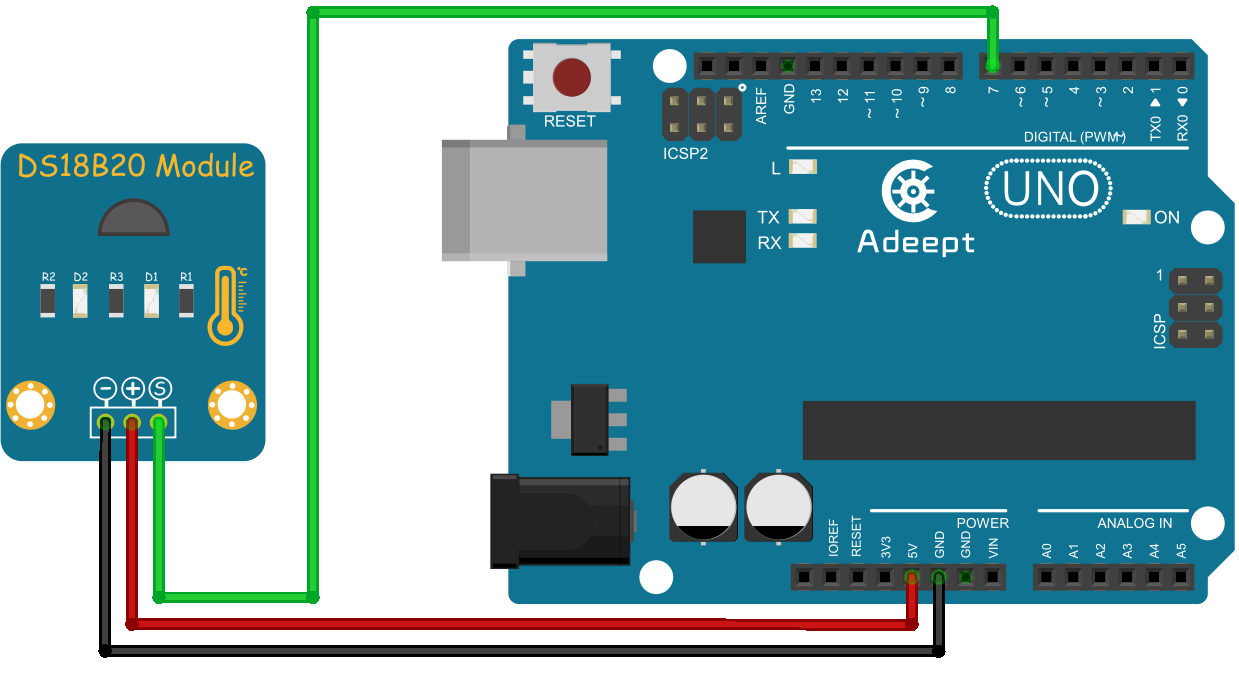 DS18B20 Module
°C
R2 D2 R3 D1 R1
− + S
RESET
ICSP2
AREF
GND
13
12
~11
~10
~9
8
7
~6
~5
4
~3
2
TX0 ▶ 1
RX0 ◀ 0
DIGITAL (PWM~)
L
TX
RX
Adeept
UNO
ON
1
ICSP
POWER
ANALOG IN
IOREF
RESET
3V3
5V
GND
GND
VIN
A0
A1
A2
A3
A4
A5